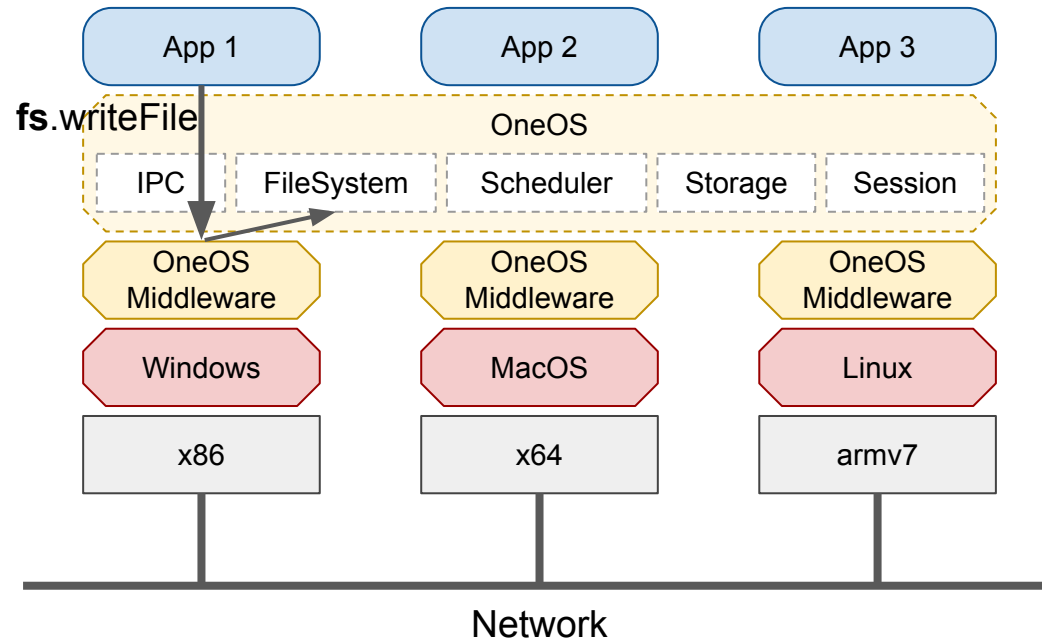 App 1
App 2
App 3
fs.writeFile
OneOS
IPC
FileSystem
Scheduler
Storage
Session
OneOS
Middleware
OneOS
Middleware
OneOS
Middleware
Windows
MacOS
Linux
x86
x64
armv7
Network